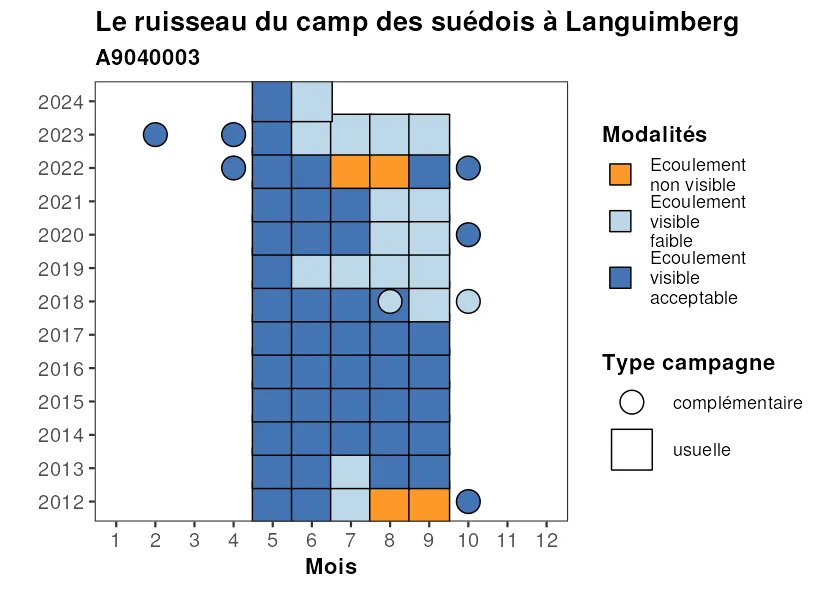 Le ruisseau du camp des suédois à Languimberg
A9040003
2024
2023
2022
2021
2020
2019
2018
2017
2016
2015
2014
2013
2012
1 2 3 4 5 6 7 8 9 10 11 12
Mois
Modalités
Ecoulement
non visible
Ecoulement
visible
faible
Ecoulement
visible
acceptable
Type campagne
complémentaire
usuelle